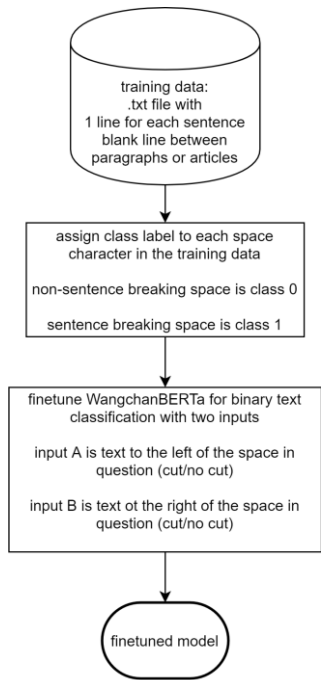 training data:
.txt file with
1 line for each sentence
blank line between
paragraphs or articles
assign class label to each space
character in the training data
non-sentence breaking space is class 0
sentence breaking space is class 1
finetune WangchanBERTa for binary text
classification with two inputs
input A is text to the left of the space in
question (cut/no cut)
input B is text ot the right of the space in
question (cut/no cut)
finetuned model